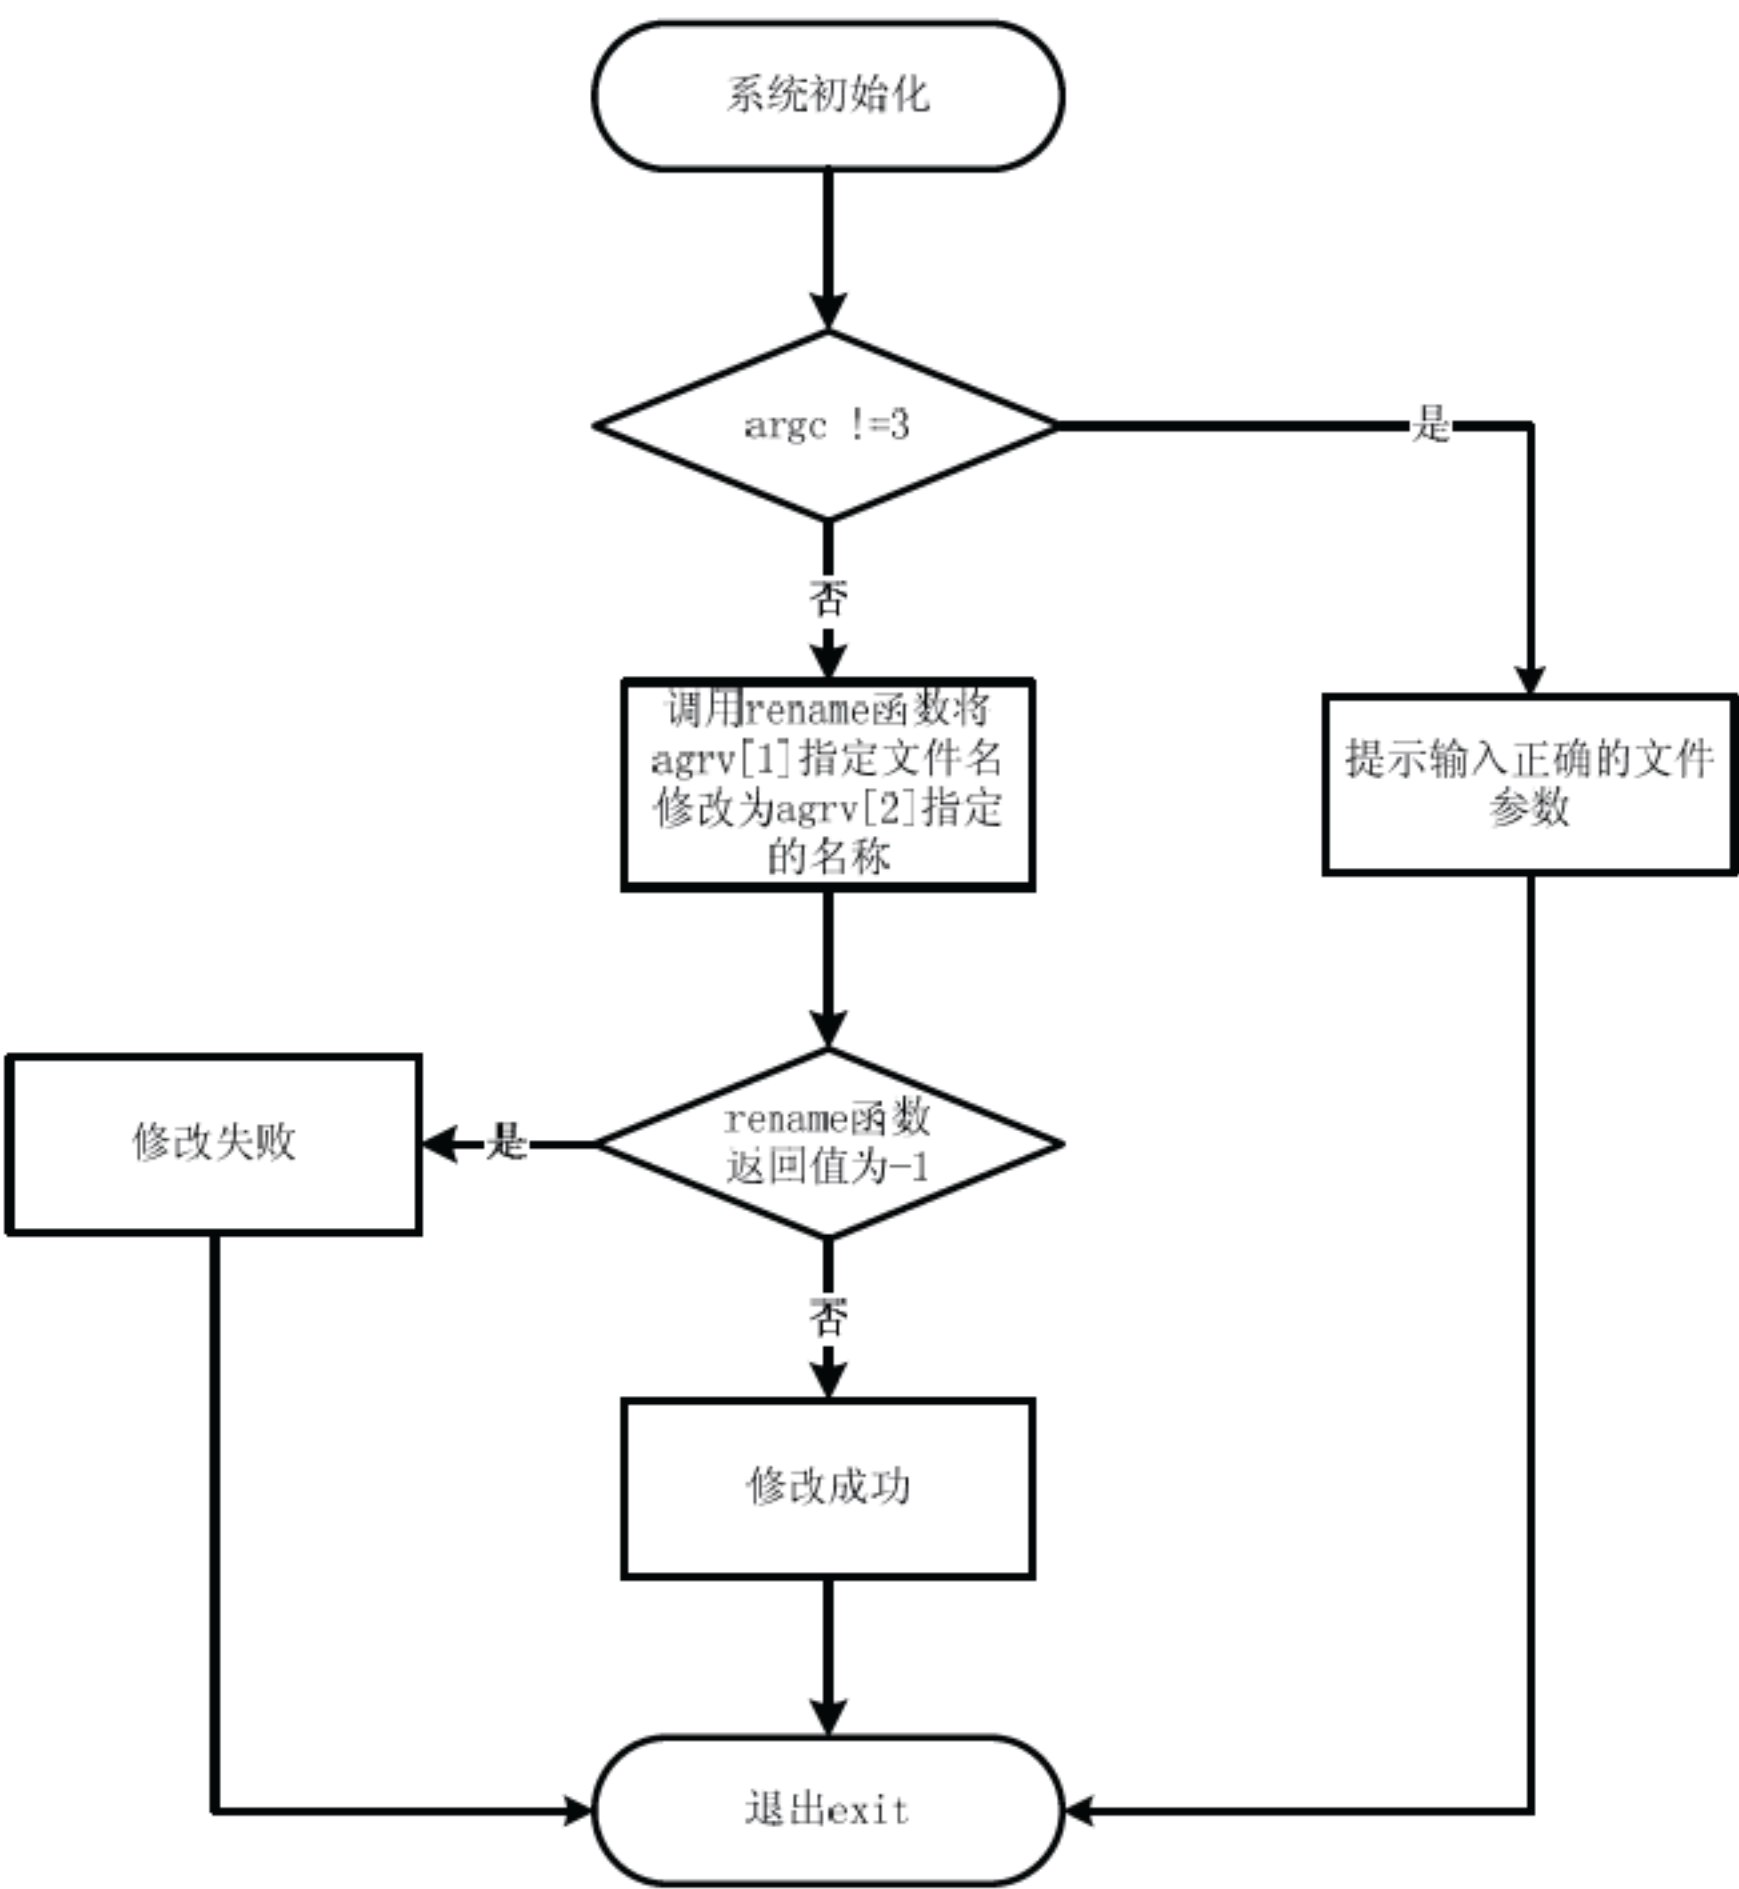 系统初始化
argc !=3
是
否
调用rename函数将
agrv[1]指定文件名
修改为agrv[2]指定
的名称
提示输入正确的文件
参数
rename函数
返回值为-1
是
修改失败
否
修改成功
退出exit